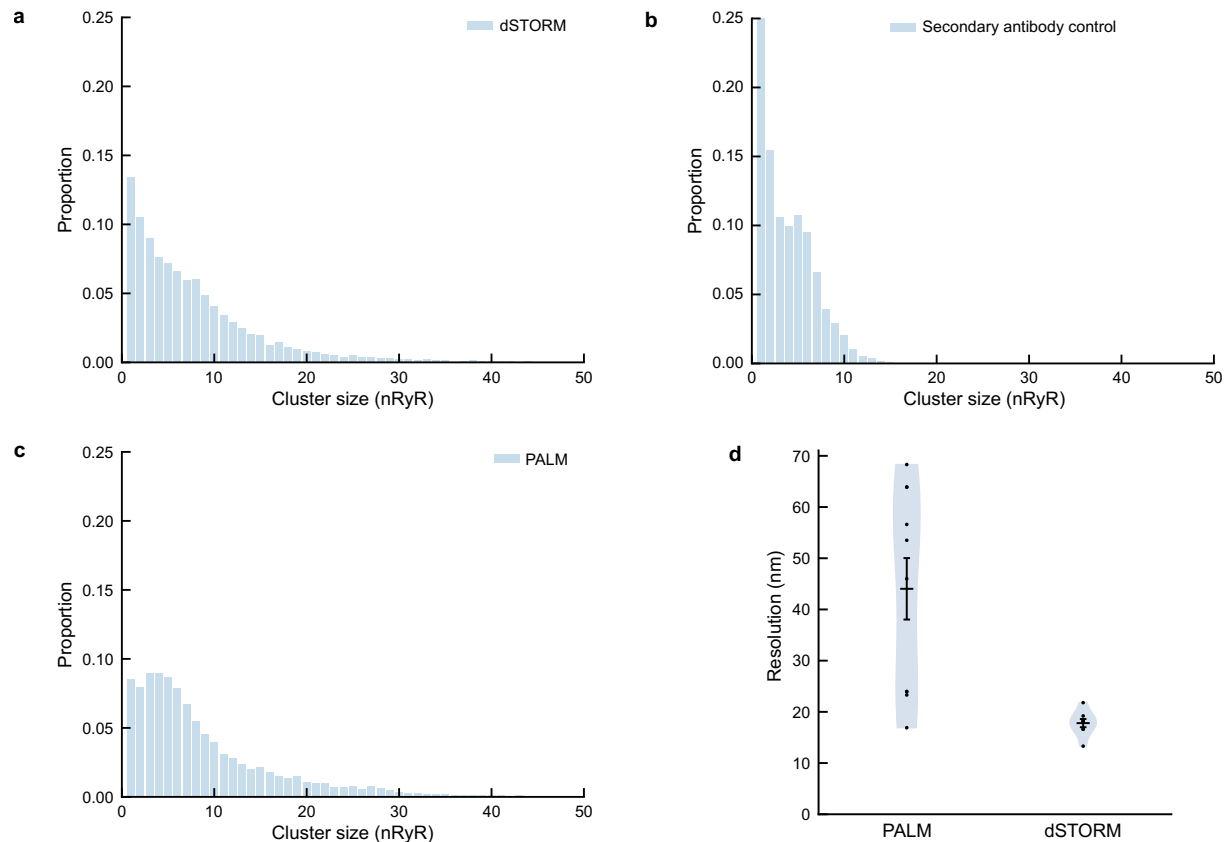 a
dSTORM
0.25
0.20
0.15
0.10
0.05
0.00
Proportion
0 10 20 30 40 50
Cluster size (nRyR)
b
Secondary antibody control
0.25
0.20
0.15
0.10
0.05
0.00
Proportion
0 10 20 30 40 50
Cluster size (nRyR)
c
PALM
0.25
0.20
0.15
0.10
0.05
0.00
Proportion
0 10 20 30 40 50
Cluster size (nRyR)
d
70
60
50
40
30
20
10
0
Resolution (nm)
PALM dSTORM